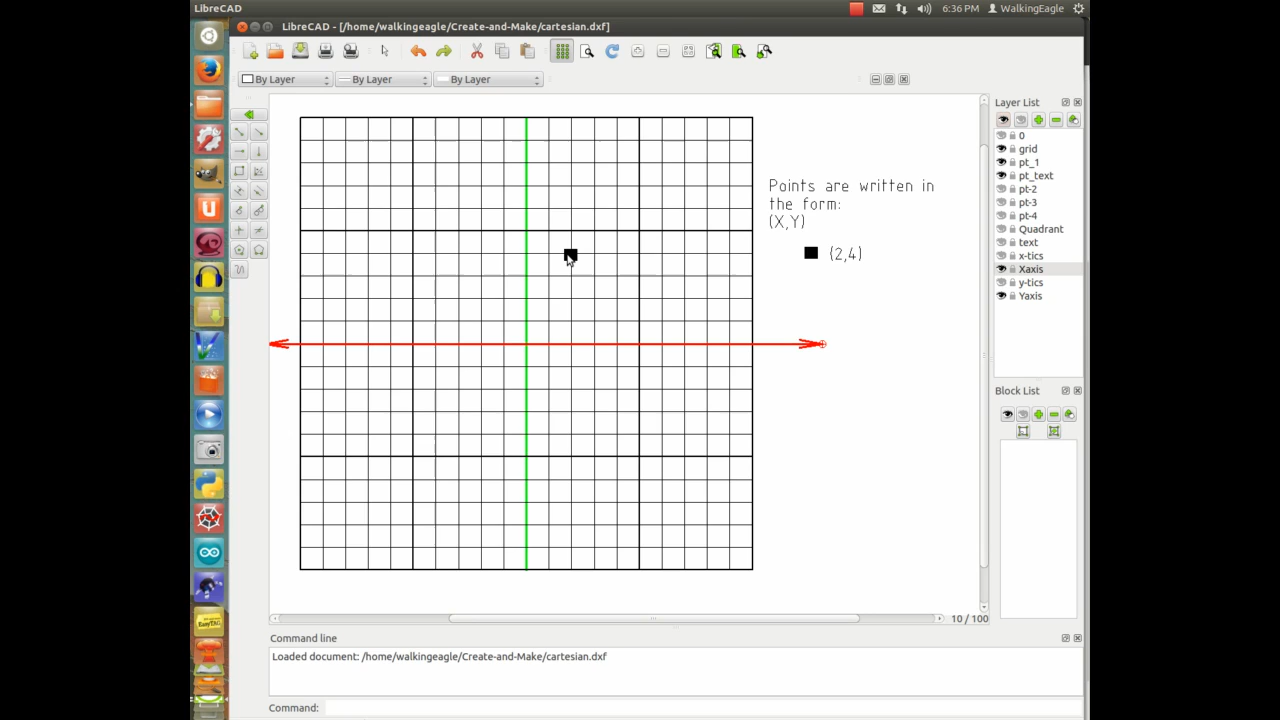 LibreCAD
6:36 PM
WalkingEagle
LibreCAD - [/home/walkingeagle/Create-and-Make/cartesian.dxf]
By Layer
By Layer
By Layer
Points are written in
the form:
(X,Y)
(2,4)
Layer List
0
grid
pt_1
pt_text
pt-2
pt-3
pt-4
Quadrant
text
x-tics
Xaxis
y-tics
Yaxis
Block List
10 / 100
Command line
Loaded document: /home/walkingeagle/Create-and-Make/cartesian.dxf
Command:
EasyTAG